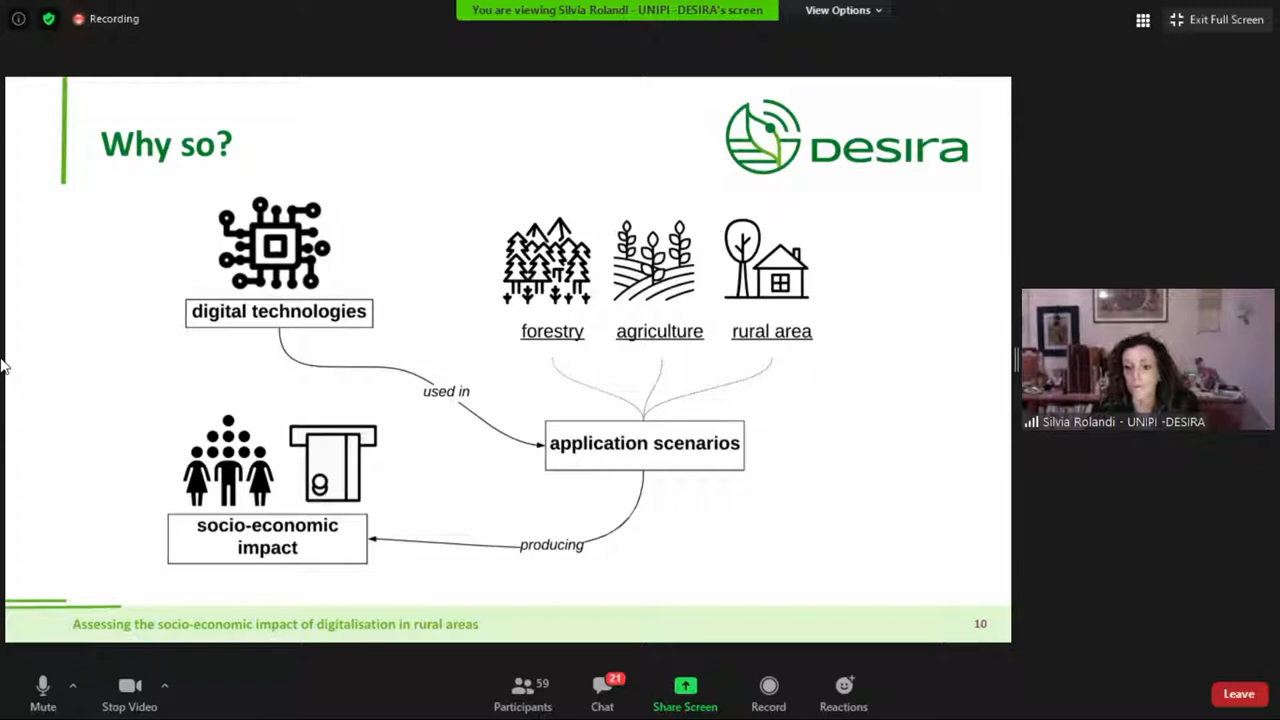 Recording
You are viewing Silvia Rolandi - UNIPI -DESIRA's screen
View Options
Exit Full Screen
Why so?
DESIRA
digital technologies
forestry
agriculture
rural area
used in
application scenarios
socio-economic
impact
producing
Assessing the socio-economic impact of digitalisation in rural areas
10
Silvia Rolandi - UNIPI -DESIRA
Mute
Stop Video
59
Participants
21
Chat
Share Screen
Record
Reactions
Leave